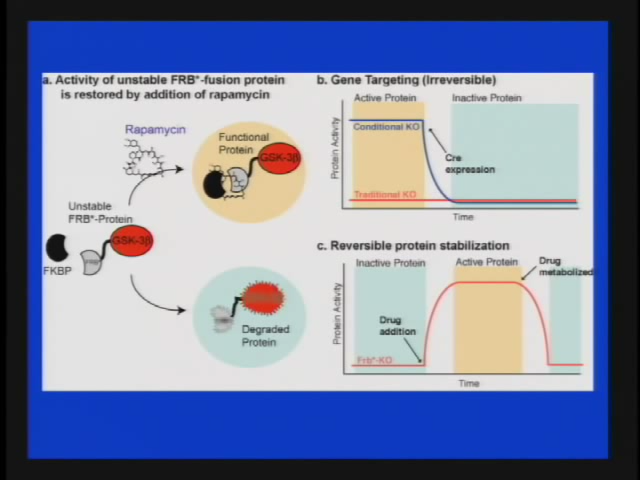 a. Activity of unstable FRB*-fusion protein
is restored by addition of rapamycin
Rapamycin
Functional
Protein
GSK-3β
Unstable
FRB*-Protein
GSK-3β
FKBP
FRB*
Degraded
Protein
b. Gene Targeting (Irreversible)
Active Protein
Inactive Protein
Conditional KO
Cre
expression
Traditional KO
Protein Activity
Time
c. Reversible protein stabilization
Inactive Protein
Active Protein
Drug
metabolized
Drug
addition
Frb*-KO
Protein Activity
Time